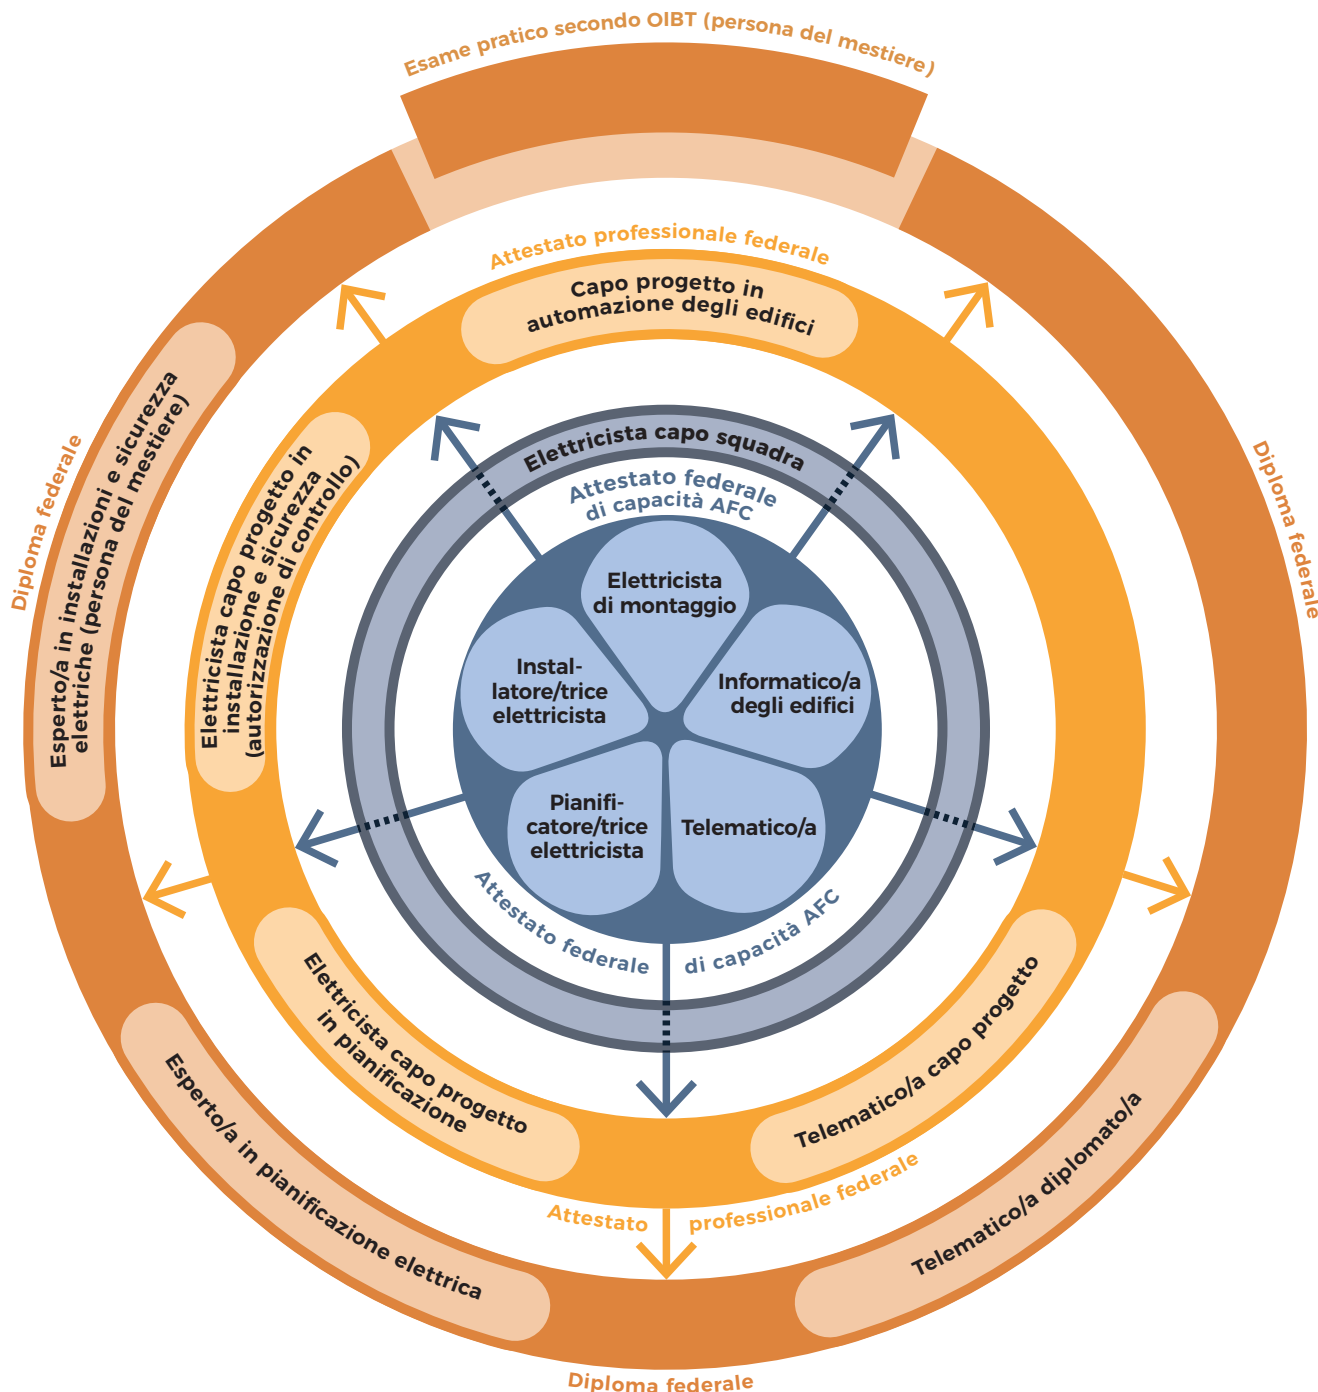 Esame pratico secondo OIBT (persona del mestiere)
Attestato professionale federale
Capo progetto in
automazione degli edifici
Diploma federale
Esperto/a in installazioni e sicurezza
elettriche (persona del mestiere)
Elettricista capo progetto in
installazione e sicurezza
(autorizzazione di controllo)
Elettricista capo squadra
Attestato federale
di capacità AFC
Elettricista
di montaggio
Instal-
latore/trice
elettricista
Informatico/a
degli edifici
Pianifi-
catore/trice
elettricista
Telematico/a
Attestato federale
di capacità AFC
Diploma federale
Elettricista capo progetto
in pianificazione
Telematico/a capo progetto
Attestato professionale federale
Esperto/a in pianificazione elettrica
Telematico/a diplomato/a
Diploma federale